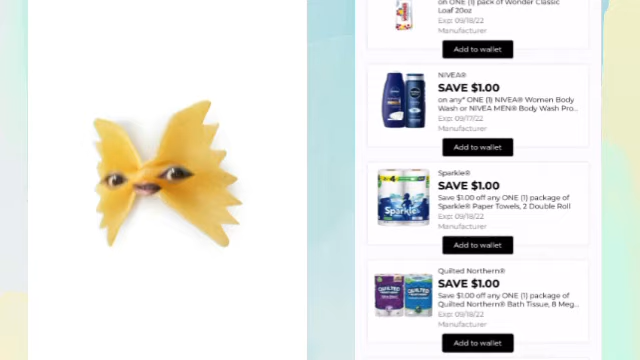 on ONE (1) pack of Wonder Classic
Loaf 20oz
Exp: 09/18/22
Manufacturer
Add to wallet
NIVEA®
SAVE $1.00
on any* ONE (1) NIVEA® Women Body
Wash or NIVEA MEN® Body Wash Pro...
Exp: 09/17/22
Manufacturer
Add to wallet
Sparkle®
SAVE $1.00
Save $1.00 off any ONE (1) package of
Sparkle® Paper Towels, 2 Double Roll
Exp: 09/18/22
Manufacturer
Sparkle
Add to wallet
Quilted Northern®
SAVE $1.00
Save $1.00 off any ONE (1) package of
Quilted Northern® Bath Tissue, 8 Meg...
Exp: 09/18/22
Manufacturer
QUILTED
QUILTED
Add to wallet